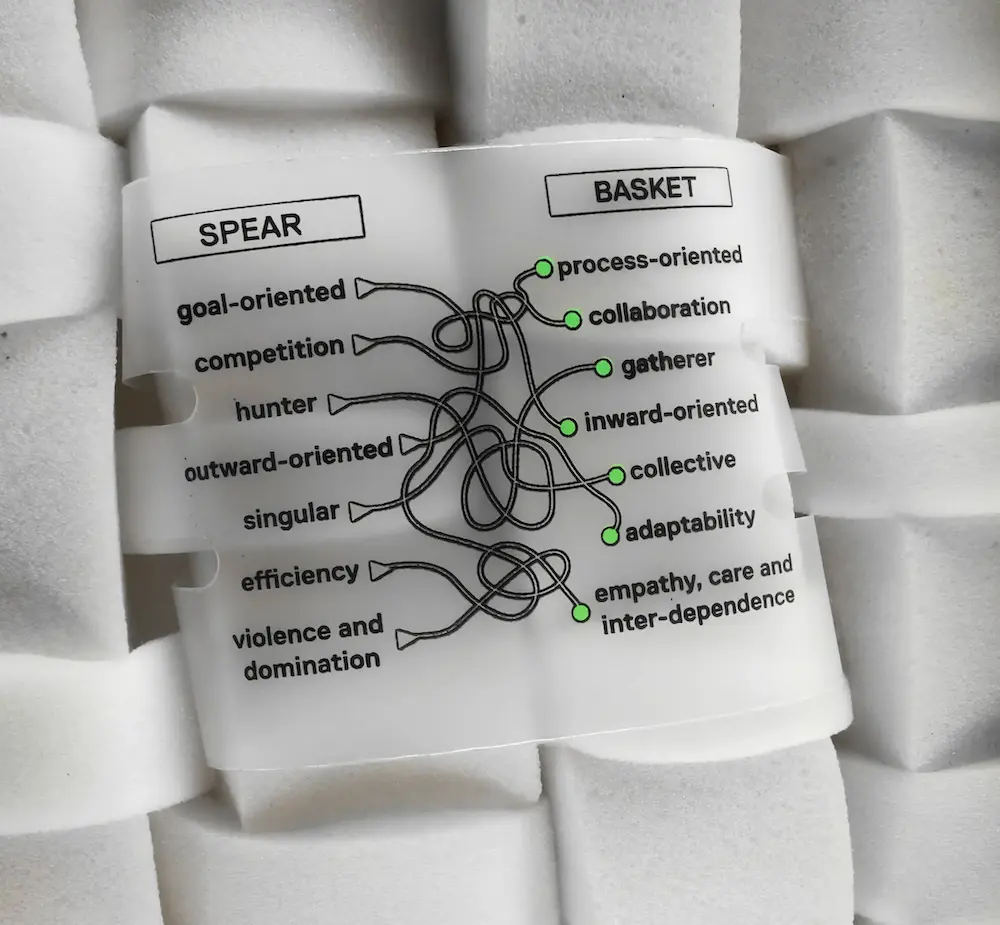 SPEAR
goal-oriented
competition
hunter
outward-oriented
singular
efficiency
violence and
domination
BASKET
process-oriented
collaboration
gatherer
inward-oriented
collective
adaptability
empathy, care and
inter-dependence